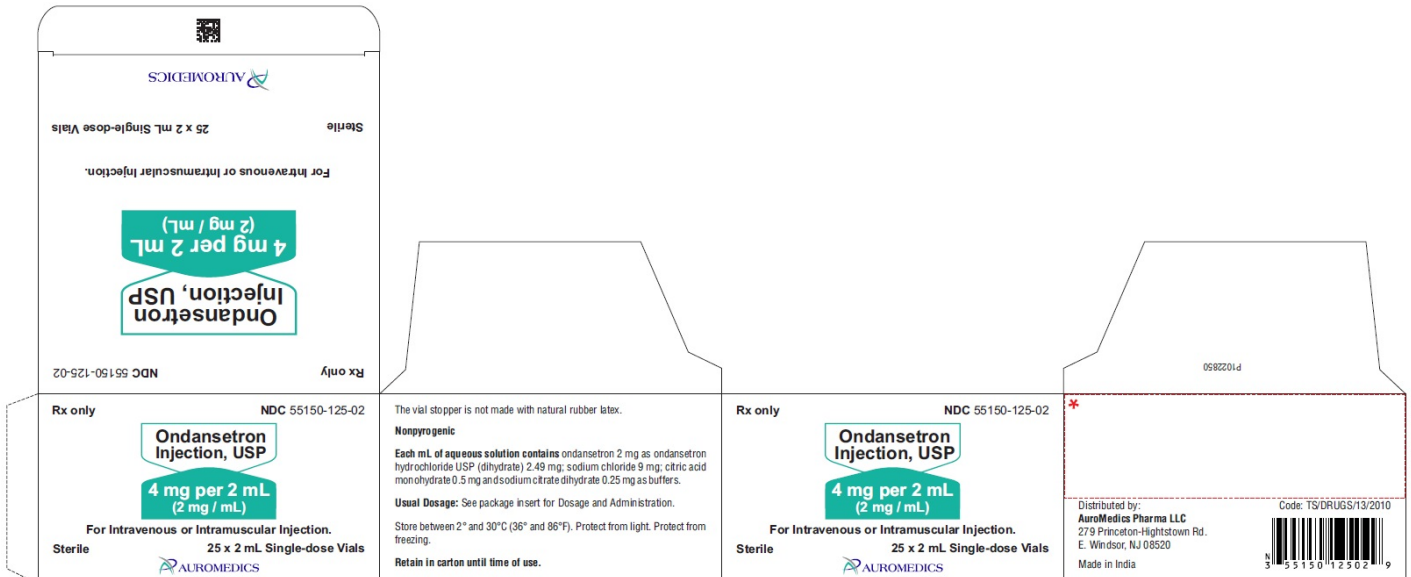 AUROMEDICS
Sterile 25 x 2 mL Single-dose Vials
For Intravenous or Intramuscular Injection.
4 mg per 2 mL
(2 mg / mL)
Ondansetron
Injection, USP
Rx only NDC 55150-125-02
P1022850
Rx only NDC 55150-125-02
Ondansetron
Injection, USP
4 mg per 2 mL
(2 mg / mL)
For Intravenous or Intramuscular Injection.
Sterile 25 x 2 mL Single-dose Vials
AUROMEDICS
The vial stopper is not made with natural rubber latex.
Nonpyrogenic
Each mL of aqueous solution contains ondansetron 2 mg as ondansetron
hydrochloride USP (dihydrate) 2.49 mg; sodium chloride 9 mg; citric acid
monohydrate 0.5 mg and sodium citrate dihydrate 0.25 mg as buffers.
Usual Dosage: See package insert for Dosage and Administration.
Store between 2° and 30°C (36° and 86°F). Protect from light. Protect from
freezing.
Retain in carton until time of use.
Rx only NDC 55150-125-02
Ondansetron
Injection, USP
4 mg per 2 mL
(2 mg / mL)
For Intravenous or Intramuscular Injection.
Sterile 25 x 2 mL Single-dose Vials
AUROMEDICS
*
Distributed by:
AuroMedics Pharma LLC
279 Princeton-Hightstown Rd.
E. Windsor, NJ 08520
Made in India
Code: TS/DRUGS/13/2010
N
3 55150 12502 9